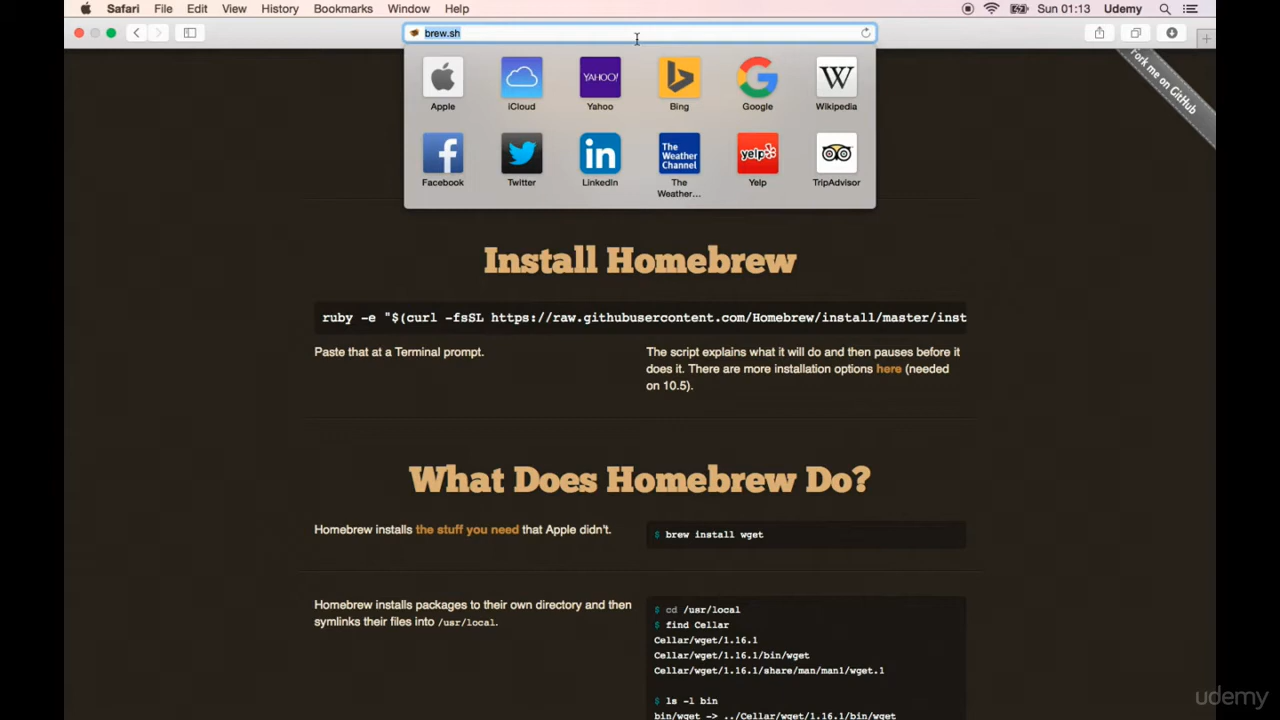 Safari File Edit View History Bookmarks Window Help Sun 01:13 Udemy
brew.sh
Fork me on GitHub
YAHOO!
W
Apple iCloud Yahoo Bing Google Wikipedia
The Weather Channel
yelp
Facebook Twitter LinkedIn The Weather... Yelp TripAdvisor
Install Homebrew
ruby -e "$(curl -fsSL https://raw.githubusercontent.com/Homebrew/install/master/inst
Paste that at a Terminal prompt.
The script explains what it will do and then pauses before it
does it. There are more installation options here (needed
on 10.5).
What Does Homebrew Do?
Homebrew installs the stuff you need that Apple didn't.
$ brew install wget
Homebrew installs packages to their own directory and then
symlinks their files into /usr/local.
$ cd /usr/local
$ find Cellar
Cellar/wget/1.16.1
Cellar/wget/1.16.1/bin/wget
Cellar/wget/1.16.1/share/man/man1/wget.1
$ ls -l bin
bin/wget -> ../Cellar/wget/1.16.1/bin/wget
udemy